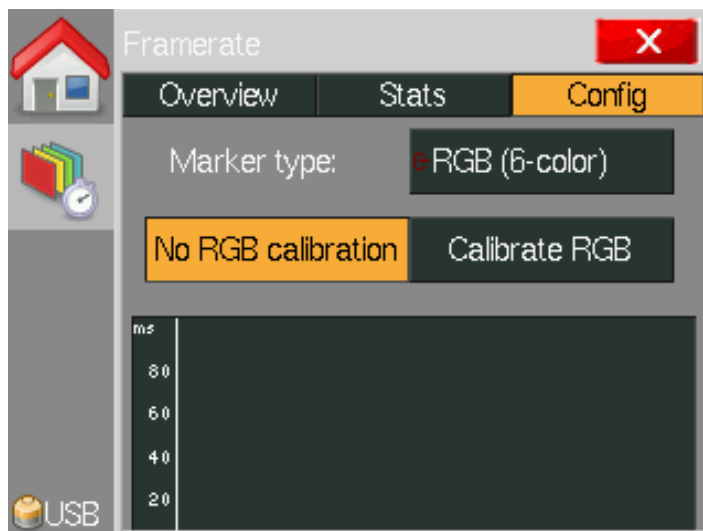 Framerate
Overview Stats Config
Marker type: RGB (6-color)
No RGB calibration Calibrate RGB
ms
80
60
40
20
USB